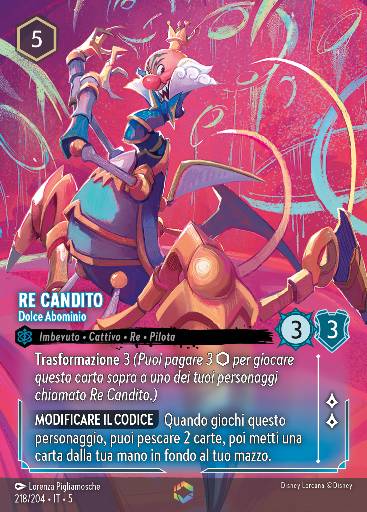 5
RE CANDITO
Dolce Abominio
Imbevuto • Cattivo • Re • Pilota
3 3
Trasformazione 3 (Puoi pagare 3 per giocare
questa carta sopra a uno dei tuoi personaggi
chiamato Re Candito.)
MODIFICARE IL CODICE Quando giochi questo
personaggio, puoi pescare 2 carte, poi metti una
carta dalla tua mano in fondo al tuo mazzo.
Lorenza Pigliamosche
218/204 • IT • 5
Disney Lorcana ©Disney